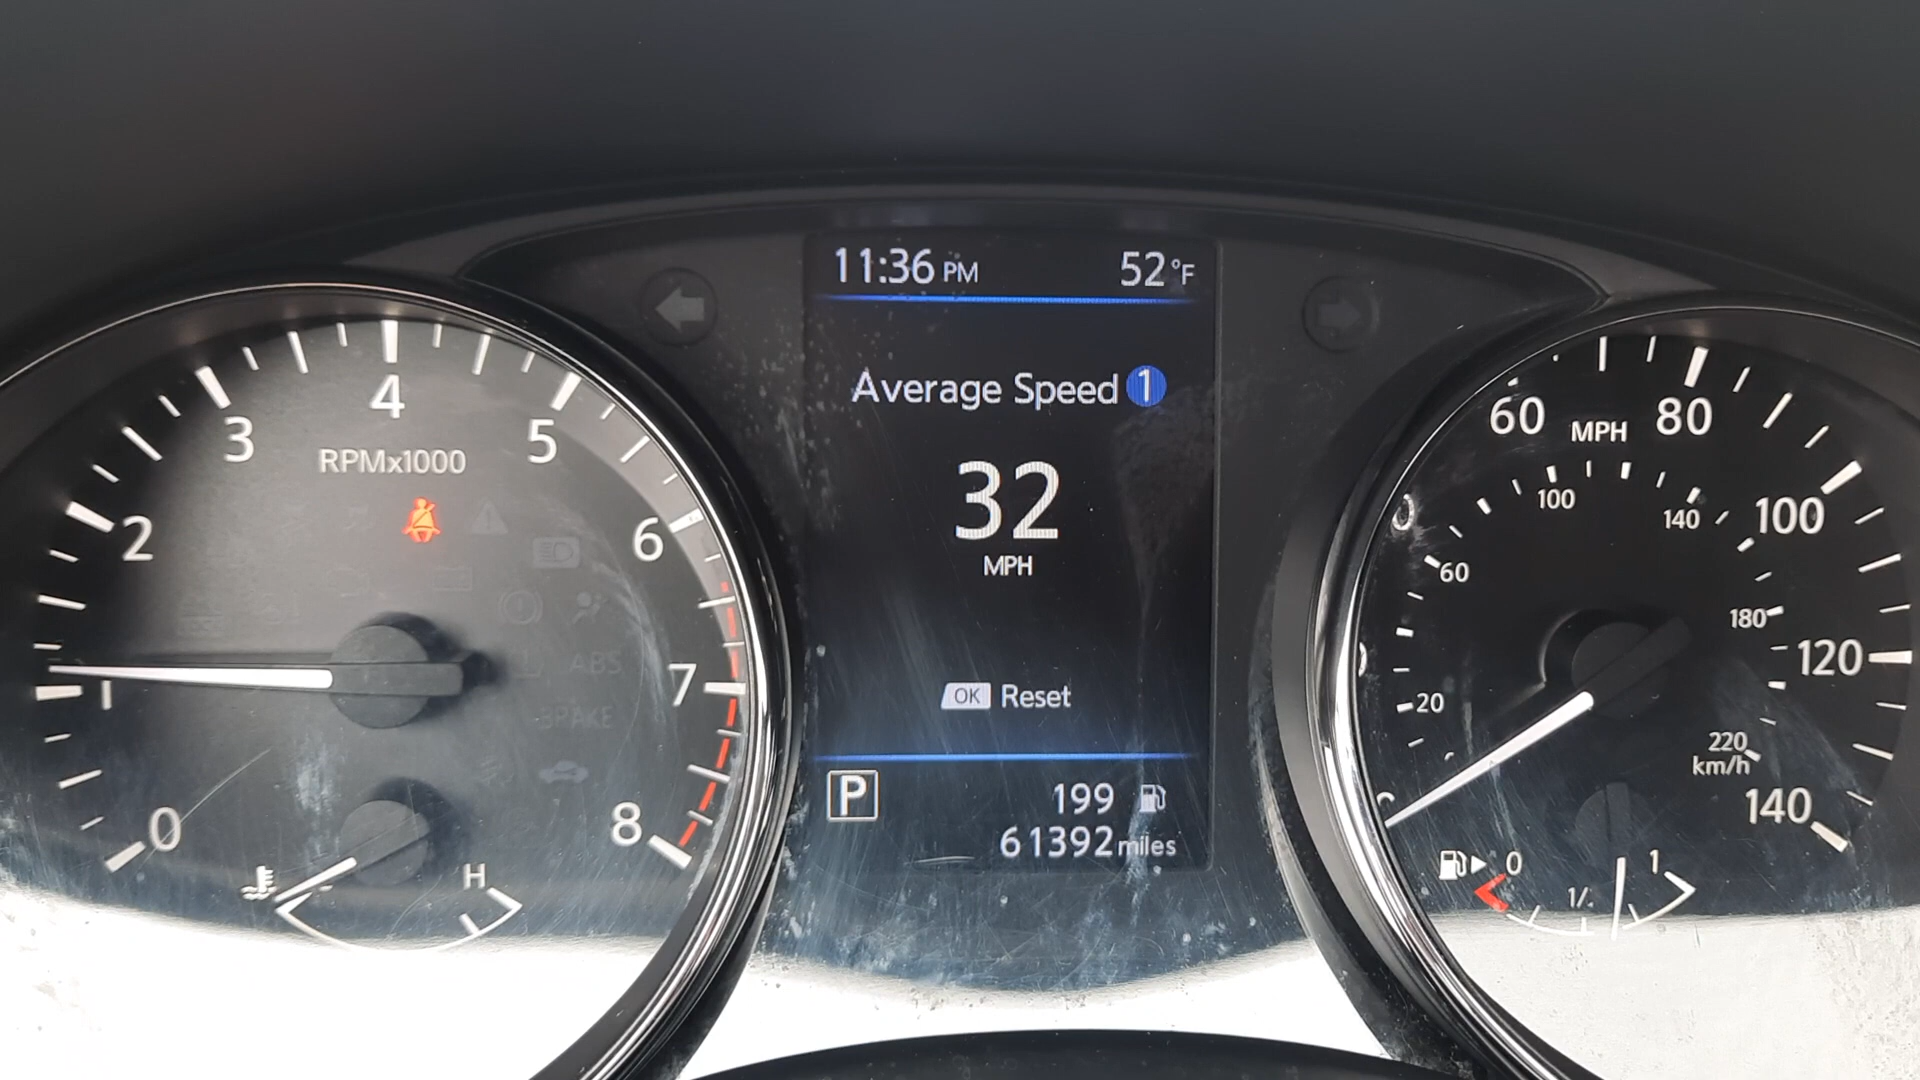 11:36 PM 52°F
Average Speed 1
32
MPH
OK Reset
P 199
61392 miles
0 1 2 3 4 5 6 7 8
RPMx1000
ABS
BRAKE
H
60 80 100 120 140
MPH
20 60 100 140 180 220
km/h
0 1/ 1